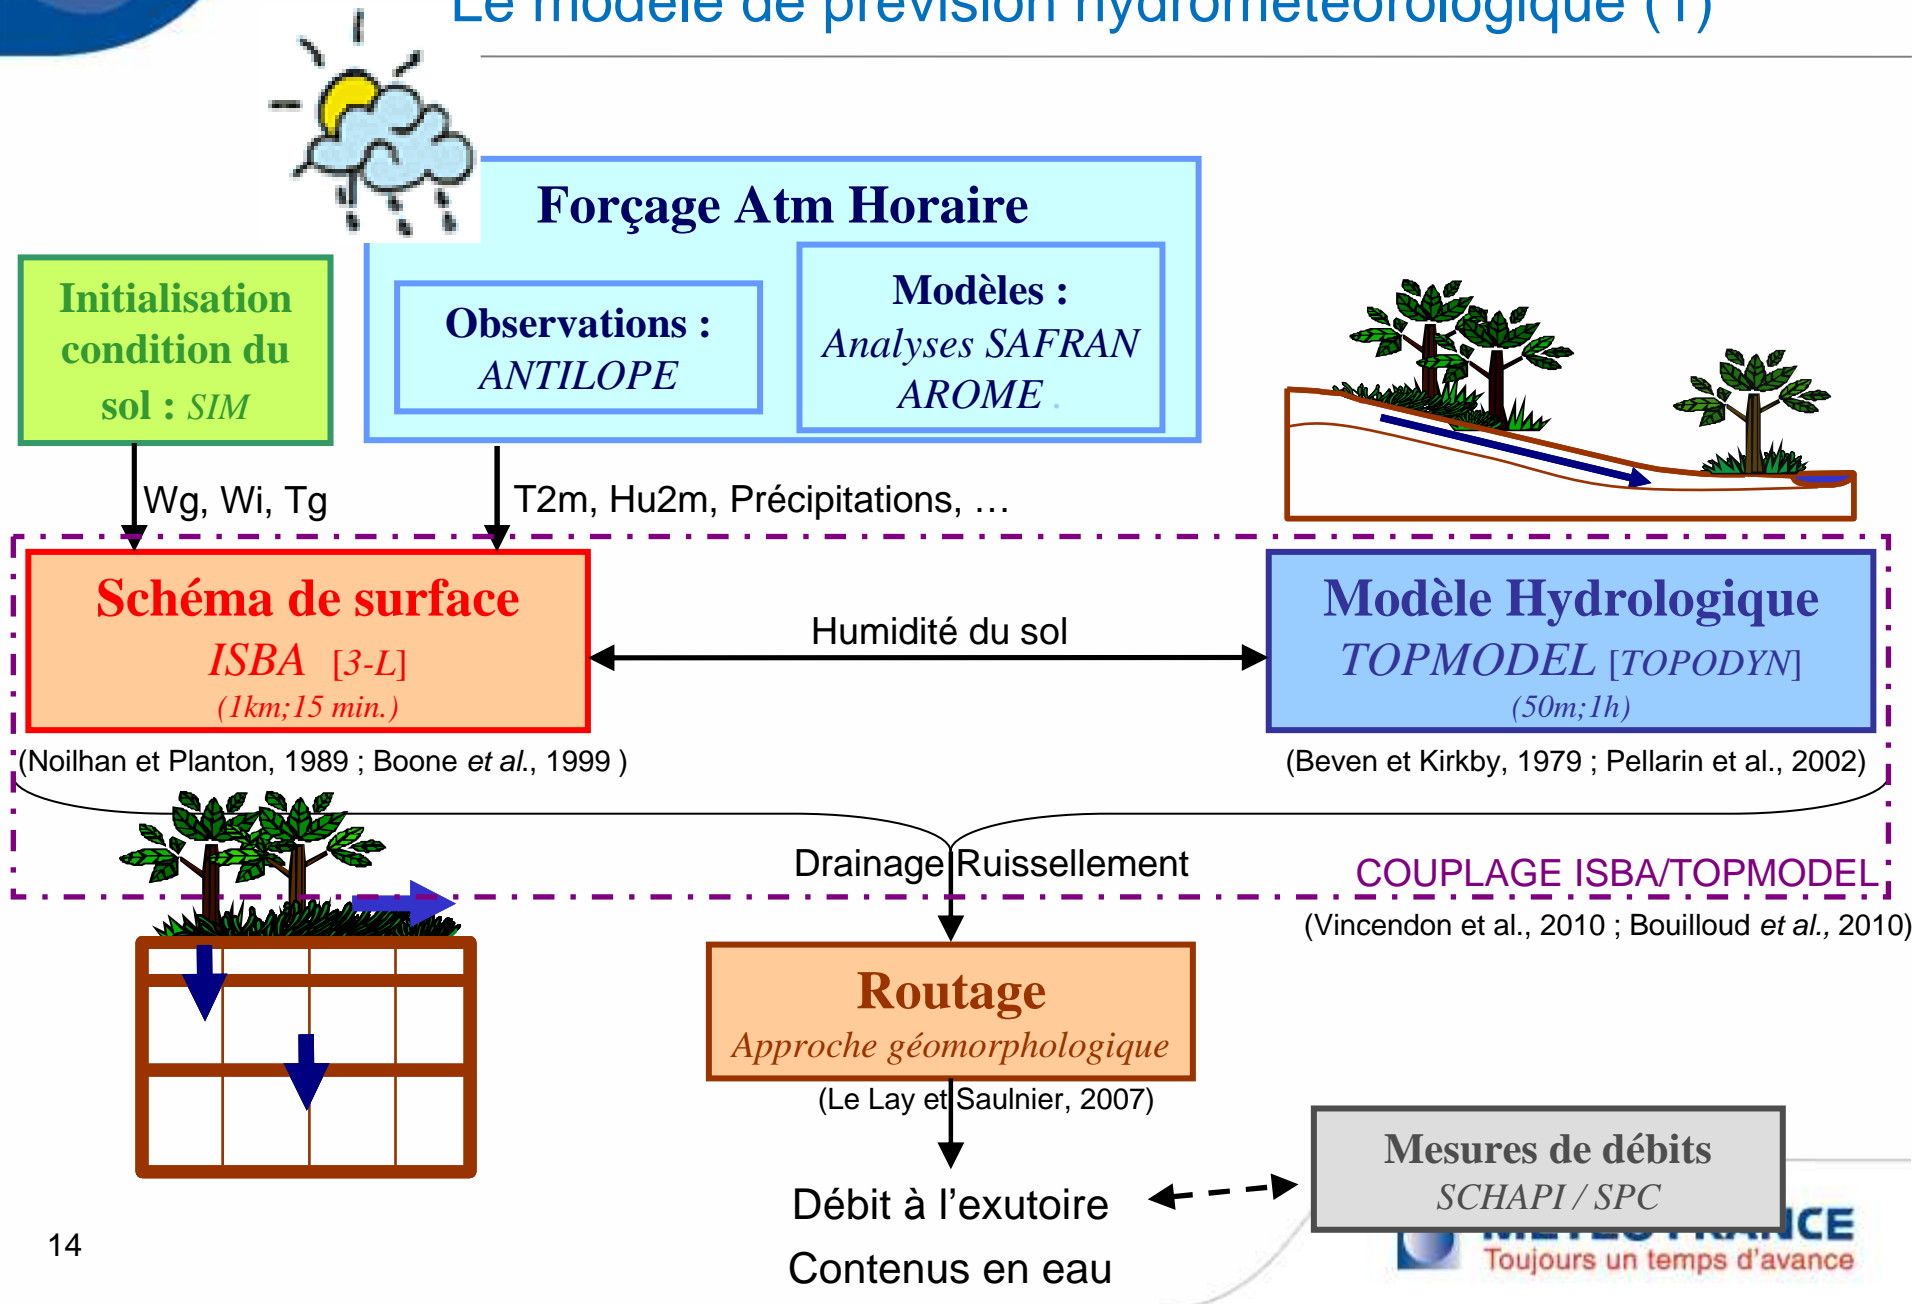 Le modèle de prévision hydrométéorologique (1)
Forçage Atm Horaire
Initialisation
condition du
sol : SIM
Observations :
ANTILOPE
Modèles :
Analyses SAFRAN
AROME .
Wg, Wi, Tg
T2m, Hu2m, Précipitations, …
Schéma de surface
ISBA [3-L]
(1km;15 min.)
Humidité du sol
Modèle Hydrologique
TOPMODEL [TOPODYN]
(50m;1h)
(Noilhan et Planton, 1989 ; Boone et al., 1999 )
(Beven et Kirkby, 1979 ; Pellarin et al., 2002)
Drainage Ruissellement
COUPLAGE ISBA/TOPMODEL
(Vincendon et al., 2010 ; Bouilloud et al., 2010)
Routage
Approche géomorphologique
(Le Lay et Saulnier, 2007)
Mesures de débits
SCHAPI / SPC
Débit à l'exutoire
Contenus en eau
METEO FRANCE
Toujours un temps d'avance
14